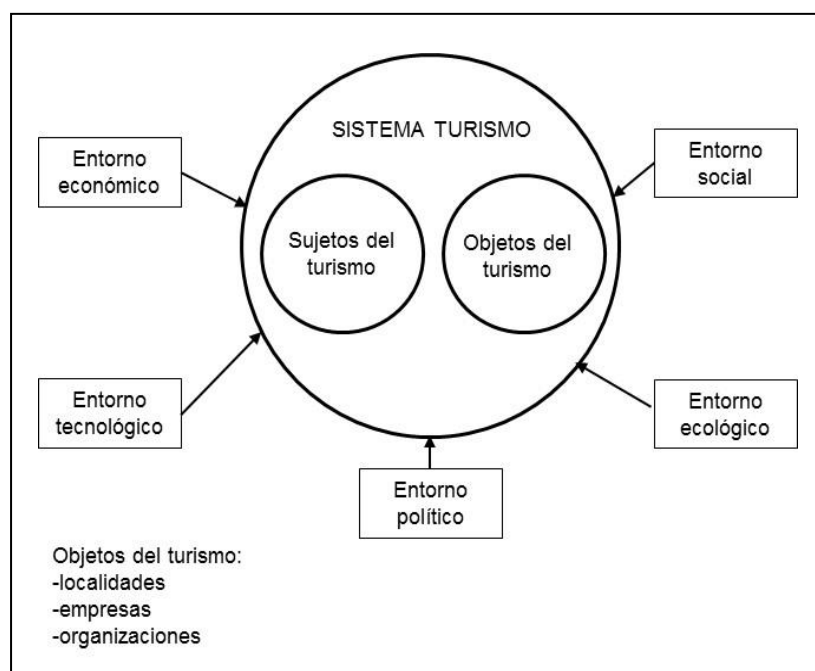 SISTEMA TURISMO
Entorno
económico
Entorno
social
Sujetos del
turismo
Objetos del
turismo
Entorno
tecnológico
Entorno
ecológico
Entorno
político
Objetos del turismo:
-localidades
-empresas
-organizaciones